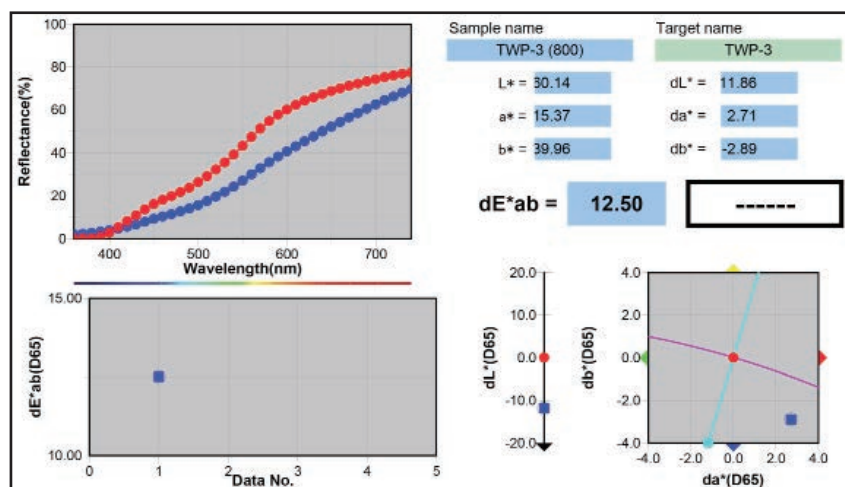 Sample name
Target name
TWP-3 (800)
TWP-3
L* = 60.14
dL* = 11.86
a* = 15.37
da* = 2.71
b* = 39.96
db* = -2.89
dE*ab = 12.50
------
Reflectance(%)
100
80
60
40
20
0
400 500 600 700
Wavelength(nm)
dE*ab(D65)
15.00
10.00
0 1 2 3 4 5
Data No.
dL*(D65)
20.0
10.0
0.0
-10.0
-20.0
db*(D65)
4.0
2.0
0.0
-2.0
-4.0
-4.0 -2.0 0.0 2.0 4.0
da*(D65)